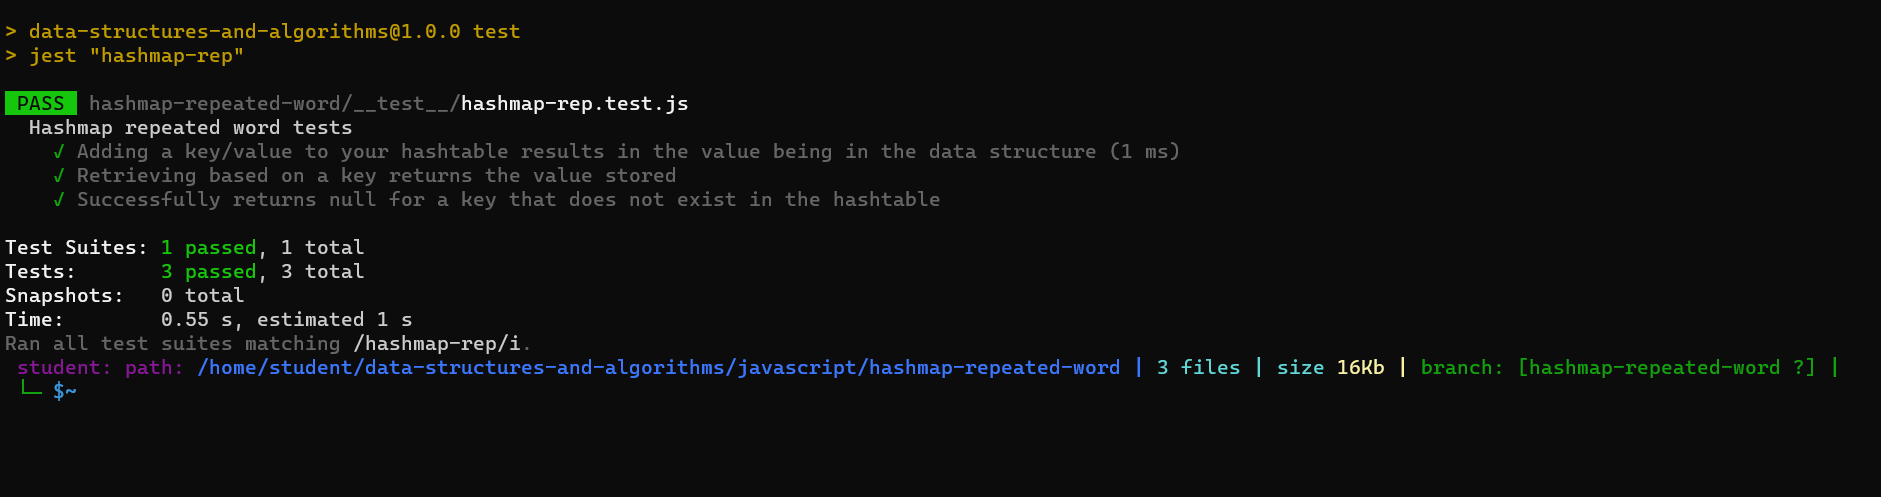 > data-structures-and-algorithms@1.0.0 test
> jest "hashmap-rep"
PASS hashmap-repeated-word/__test__/hashmap-rep.test.js
Hashmap repeated word tests
√ Adding a key/value to your hashtable results in the value being in the data structure (1 ms)
√ Retrieving based on a key returns the value stored
√ Successfully returns null for a key that does not exist in the hashtable
Test Suites: 1 passed, 1 total
Tests: 3 passed, 3 total
Snapshots: 0 total
Time: 0.55 s, estimated 1 s
Ran all test suites matching /hashmap-rep/i.
student: path: /home/student/data-structures-and-algorithms/javascript/hashmap-repeated-word | 3 files | size 16Kb | branch: [hashmap-repeated-word ?] |
└─ $~